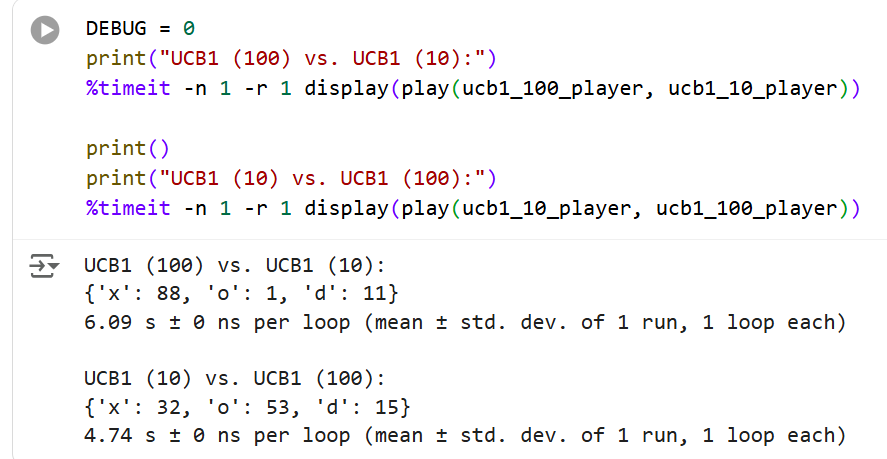 DEBUG = 0
print("UCB1 (100) vs. UCB1 (10):")
%timeit -n 1 -r 1 display(play(ucb1_100_player, ucb1_10_player))
print()
print("UCB1 (10) vs. UCB1 (100):")
%timeit -n 1 -r 1 display(play(ucb1_10_player, ucb1_100_player))
UCB1 (100) vs. UCB1 (10):
{'x': 88, 'o': 1, 'd': 11}
6.09 s ± 0 ns per loop (mean ± std. dev. of 1 run, 1 loop each)
UCB1 (10) vs. UCB1 (100):
{'x': 32, 'o': 53, 'd': 15}
4.74 s ± 0 ns per loop (mean ± std. dev. of 1 run, 1 loop each)